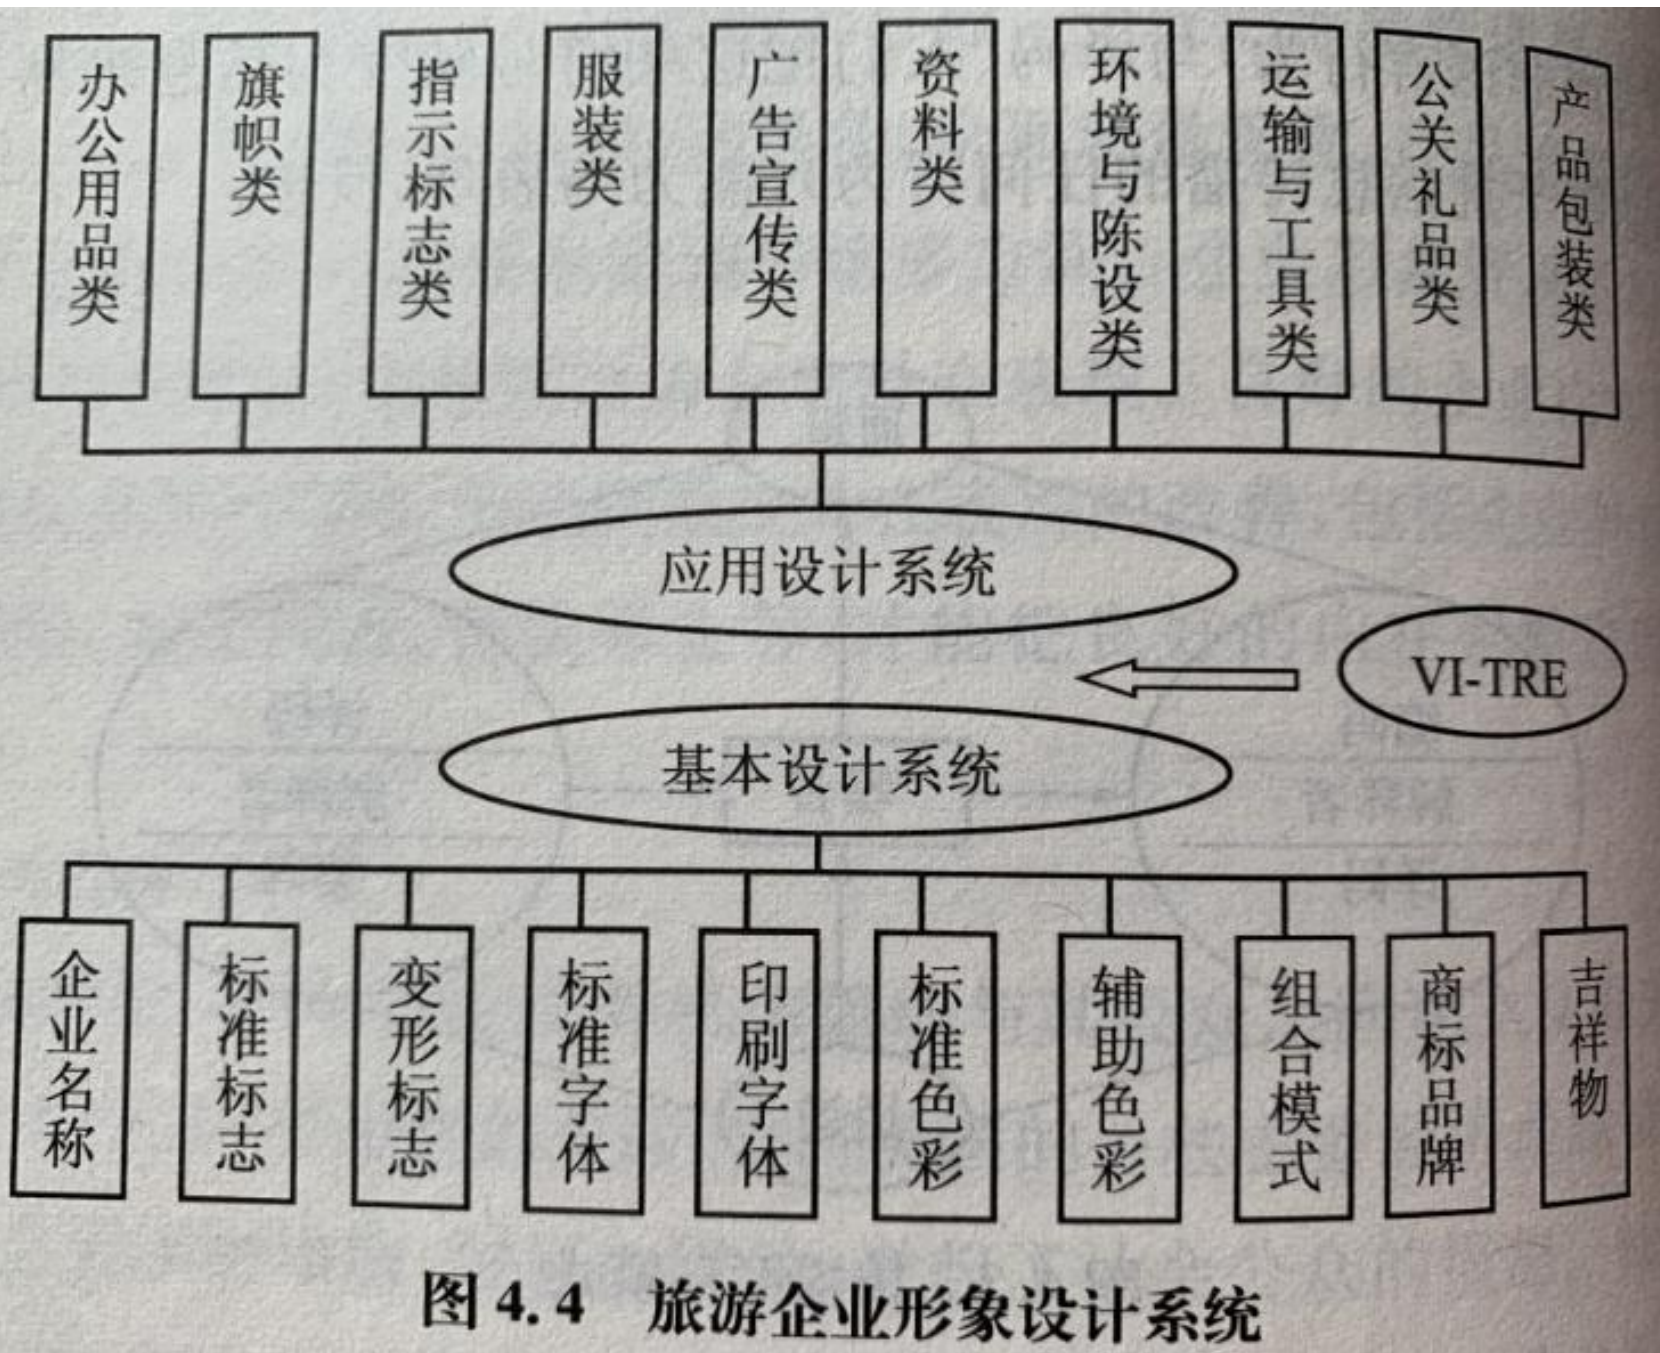 办公用品类
旗帜类
指示标志类
服装类
广告宣传类
资料类
环境与陈设类
运输与工具类
公关礼品类
产品包装类
应用设计系统
VI-TRE
基本设计系统
企业名称
标准标志
变形标志
标准字体
印刷字体
标准色彩
辅助色彩
组合模式
商标品牌
吉祥物
图 4.4 旅游企业形象设计系统